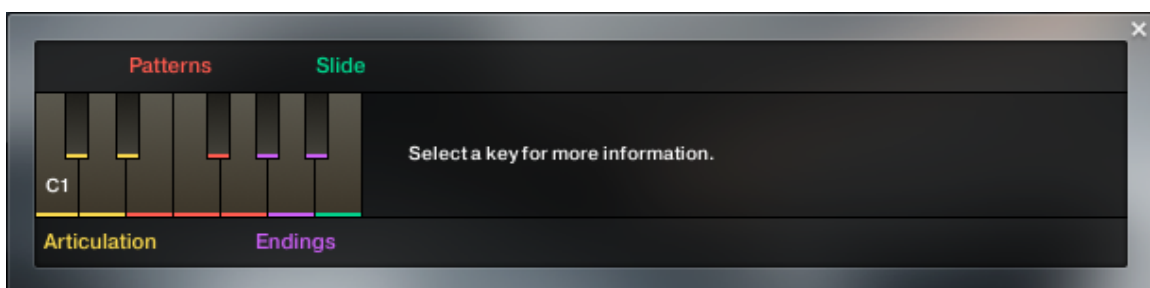 Patterns Slide
Select a key for more information.
C1
Articulation Endings